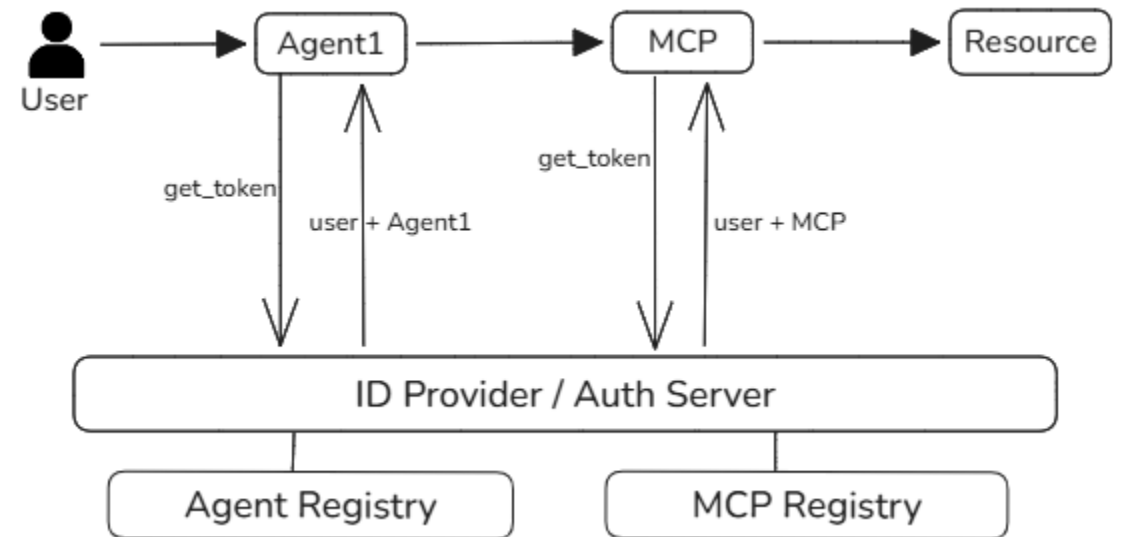 Agent1
MCP
Resource
User
get_token
get_token
user + Agent1
user + MCP
ID Provider / Auth Server
Agent Registry
MCP Registry